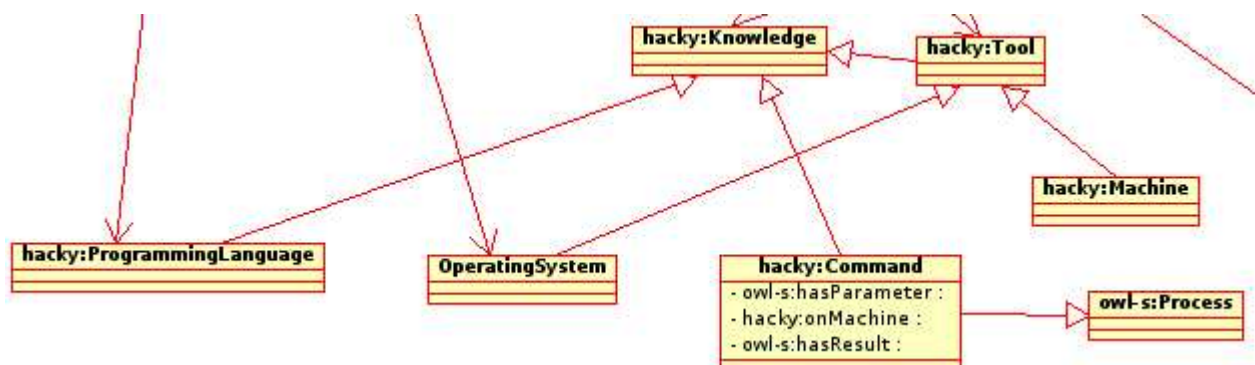 hacky:Knowledge
hacky:Tool
hacky:Machine
hacky:ProgrammingLanguage
OperatingSystem
hacky:Command
- owl-s:hasParameter :
- hacky:onMachine :
- owl-s:hasResult :
owl-s:Process